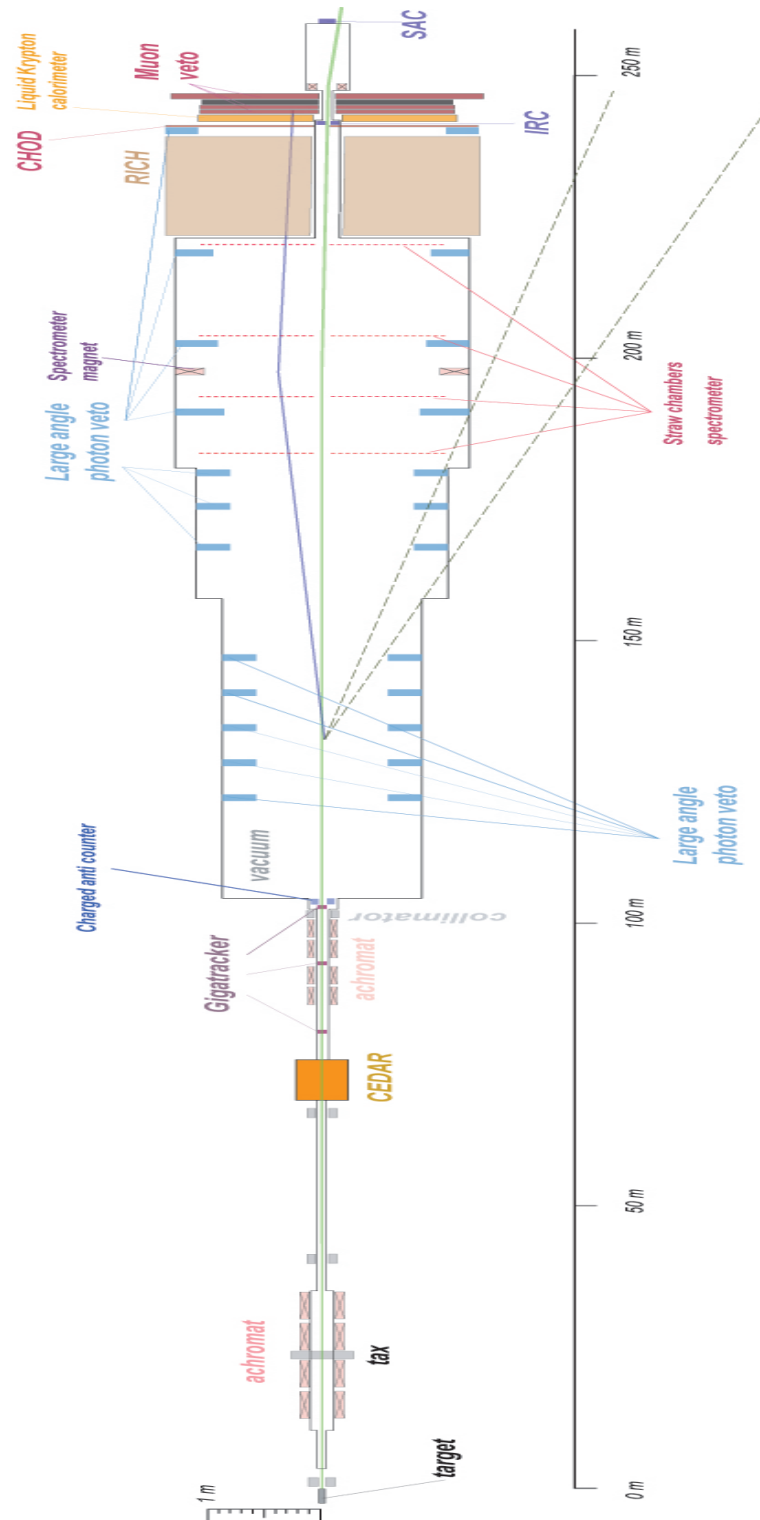 SAC
250 m
Muon
veto
Liquid Krypton
calorimeter
CHOD
RICH
IRC
Spectrometer
magnet
200 m
Straw chambers
spectrometer
Large angle
photon veto
150 m
Large angle
photon veto
Charged anti counter
vacuum
collimator
100 m
Gigatracker
achromat
CEDAR
50 m
achromat
tax
target
1 m
0 m